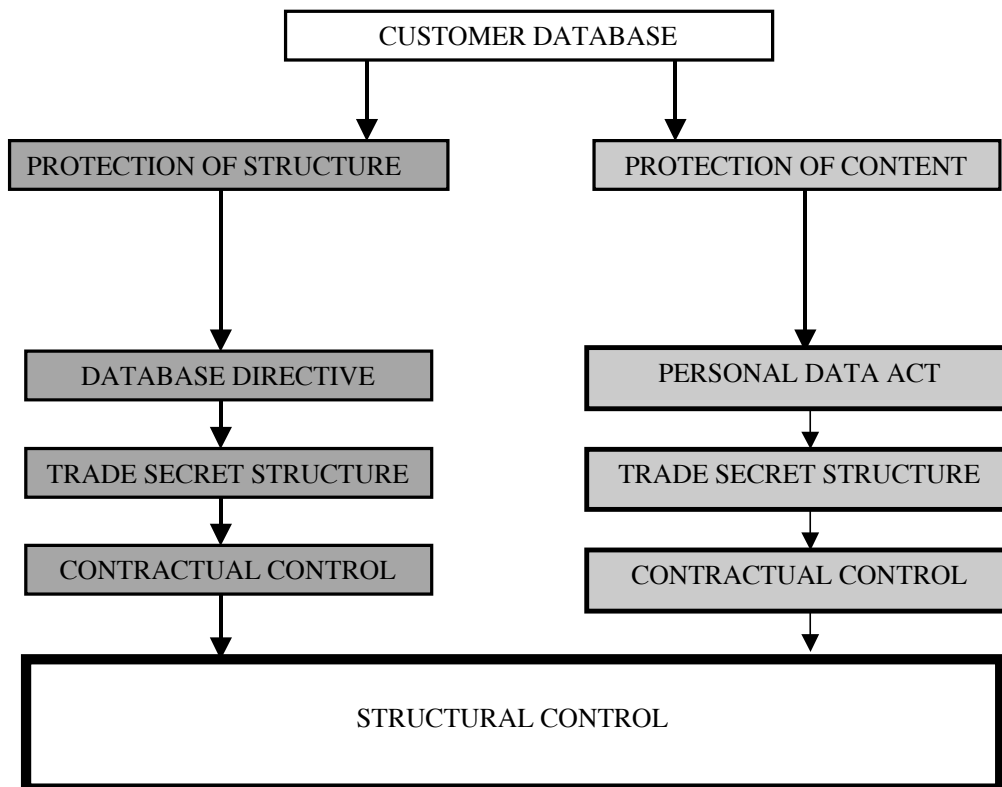 CUSTOMER DATABASE
PROTECTION OF STRUCTURE
PROTECTION OF CONTENT
DATABASE DIRECTIVE
PERSONAL DATA ACT
TRADE SECRET STRUCTURE
TRADE SECRET STRUCTURE
CONTRACTUAL CONTROL
CONTRACTUAL CONTROL
STRUCTURAL CONTROL